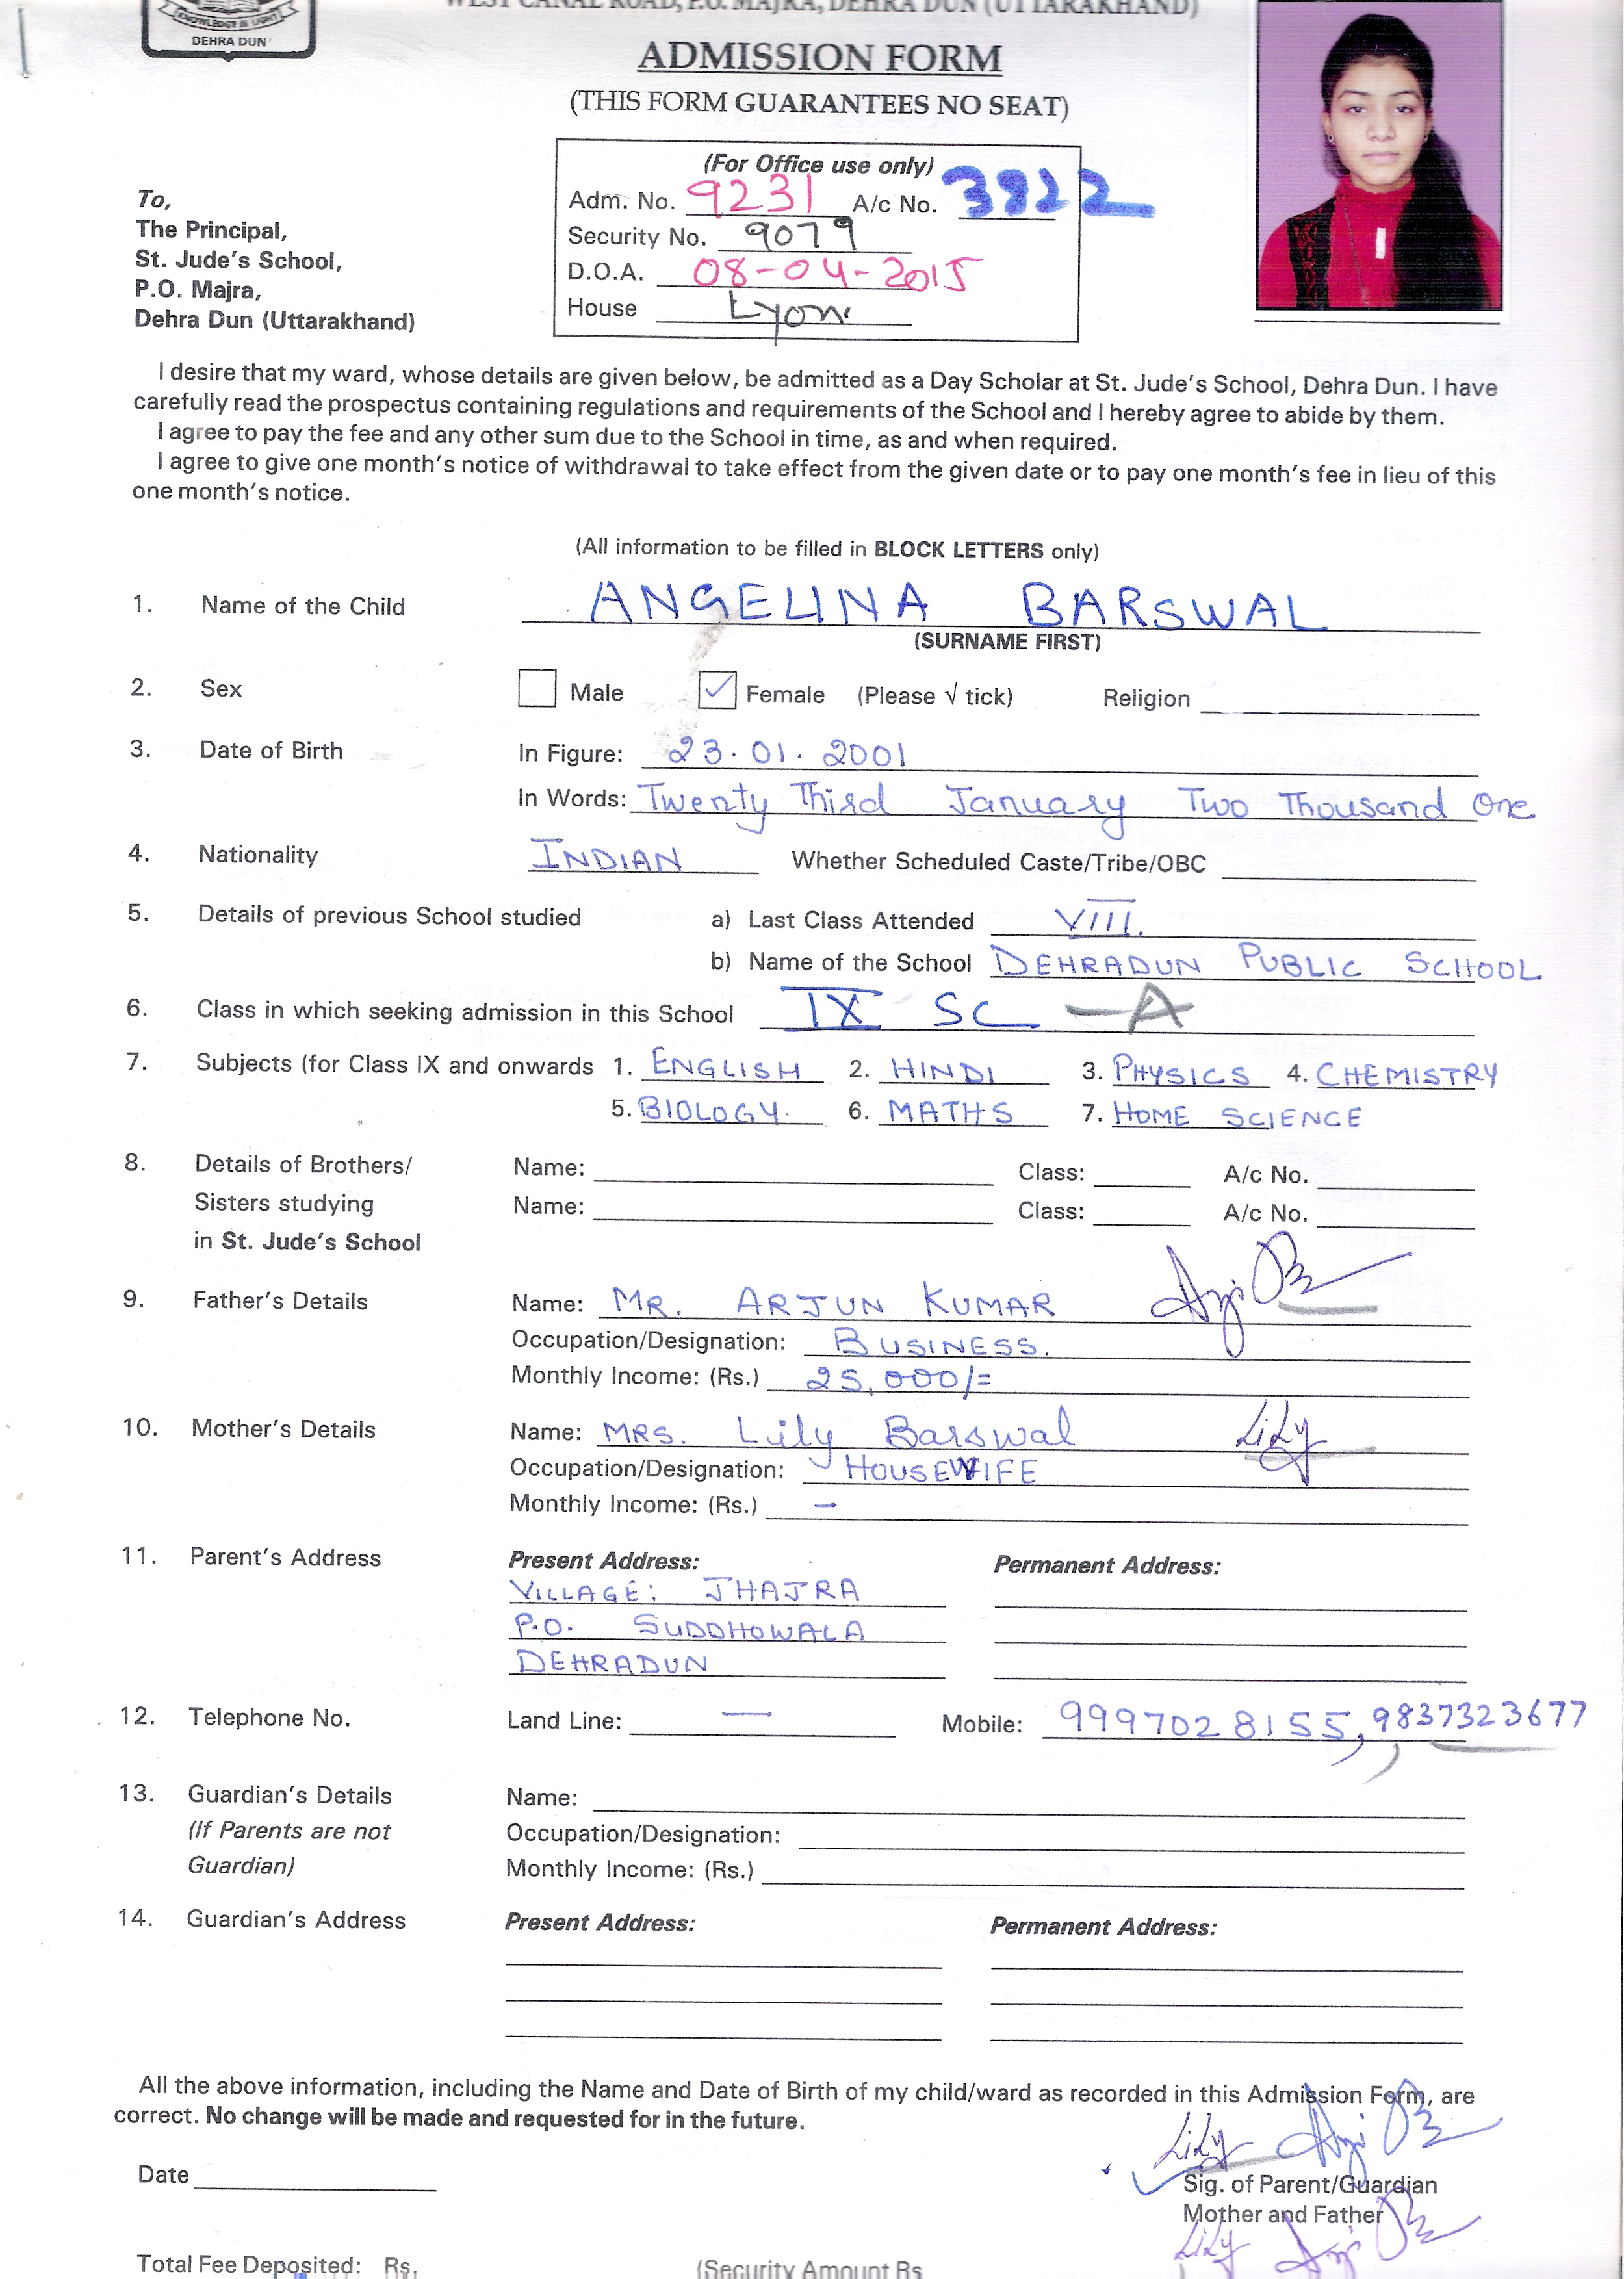 KNOWLEDGE IS LIGHT
DEHRA DUN
WEST CANAL ROAD, P.O. MAJRA, DEHRA DUN (UTTARAKHAND)
ADMISSION FORM
(THIS FORM GUARANTEES NO SEAT)
(For Office use only)
Adm. No. 9231 A/c No. 3822
Security No. 9079
D.O.A. 08-04-2015
House Lyon
To,
The Principal,
St. Jude's School,
P.O. Majra,
Dehra Dun (Uttarakhand)
I desire that my ward, whose details are given below, be admitted as a Day Scholar at St. Jude's School, Dehra Dun. I have
carefully read the prospectus containing regulations and requirements of the School and I hereby agree to abide by them.
I agree to pay the fee and any other sum due to the School in time, as and when required.
I agree to give one month's notice of withdrawal to take effect from the given date or to pay one month's fee in lieu of this
one month's notice.
(All information to be filled in BLOCK LETTERS only)
1. Name of the Child ANGELINA BARSWAL
(SURNAME FIRST)
2. Sex Male ✓ Female (Please √ tick) Religion
3. Date of Birth In Figure: 23.01.2001
In Words: Twenty Third January Two Thousand One
4. Nationality INDIAN Whether Scheduled Caste/Tribe/OBC
5. Details of previous School studied a) Last Class Attended VIII.
b) Name of the School DEHRADUN PUBLIC SCHOOL
6. Class in which seeking admission in this School IX SC - A
7. Subjects (for Class IX and onwards 1. ENGLISH 2. HINDI 3. PHYSICS 4. CHEMISTRY
5. BIOLOGY. 6. MATHS 7. HOME SCIENCE
8. Details of Brothers/ Name: Class: A/c No.
Sisters studying Name: Class: A/c No.
in St. Jude's School
9. Father's Details Name: MR. ARJUN KUMAR
Occupation/Designation: BUSINESS.
Monthly Income: (Rs.) 25,000/=
10. Mother's Details Name: MRS. Lily Barswal Lily
Occupation/Designation: HOUSEWIFE
Monthly Income: (Rs.) -
11. Parent's Address Present Address: Permanent Address:
VILLAGE: JHAJRA
P.O. SUDDHOWALA
DEHRADUN
12. Telephone No. Land Line: — Mobile: 9997028155, 9837323677
13. Guardian's Details Name:
(If Parents are not Occupation/Designation:
Guardian) Monthly Income: (Rs.)
14. Guardian's Address Present Address: Permanent Address:
All the above information, including the Name and Date of Birth of my child/ward as recorded in this Admission Form, are
correct. No change will be made and requested for in the future.
Lily
Date Sig. of Parent/Guardian
Mother and Father
Lily
Total Fee Deposited: Rs. (Security Amount Rs